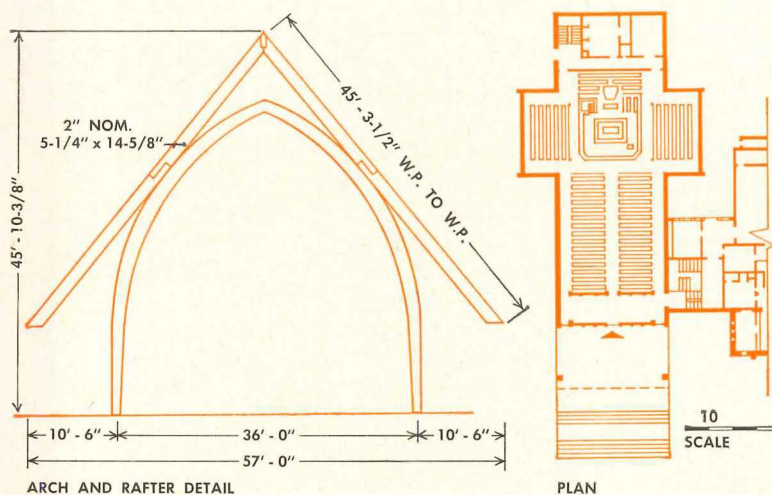 45' - 10-3/8"
2" NOM.
5-1/4" x 14-5/8"
45' - 3-1/2" W.P. TO W.P.
10' - 6"
36' - 0"
10' - 6"
57' - 0"
ARCH AND RAFTER DETAIL
PLAN
10
SCALE